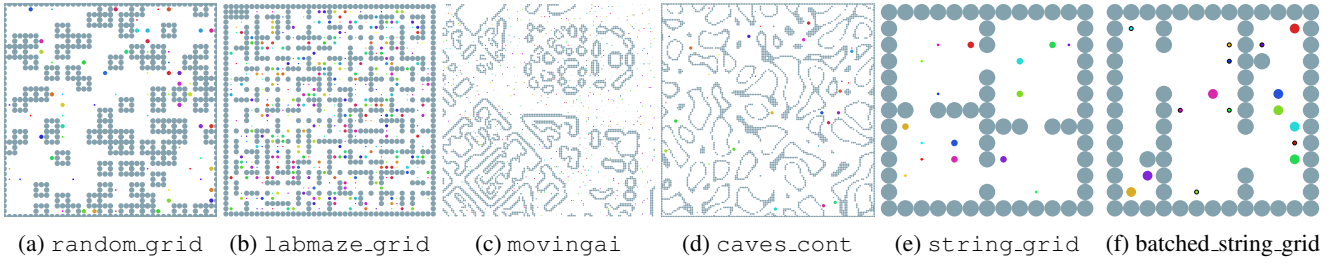 (a) random_grid (b) labmaze_grid (c) movingai (d) caves_cont (e) string_grid (f) batched_string_grid